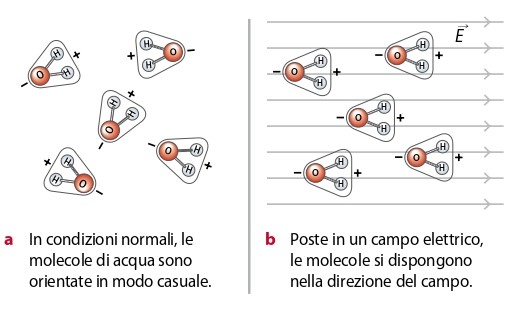 H
H
O
+
−
+
H
H
O
−
H
H
O
+
−
−
O
H
H
+
+
H
H
O
−
E
−
O
H
H
+
−
O
H
H
+
−
O
H
H
+
−
O
H
H
+
−
O
H
H
+
a In condizioni normali, le
molecole di acqua sono
orientate in modo casuale.
b Poste in un campo elettrico,
le molecole si dispongono
nella direzione del campo.